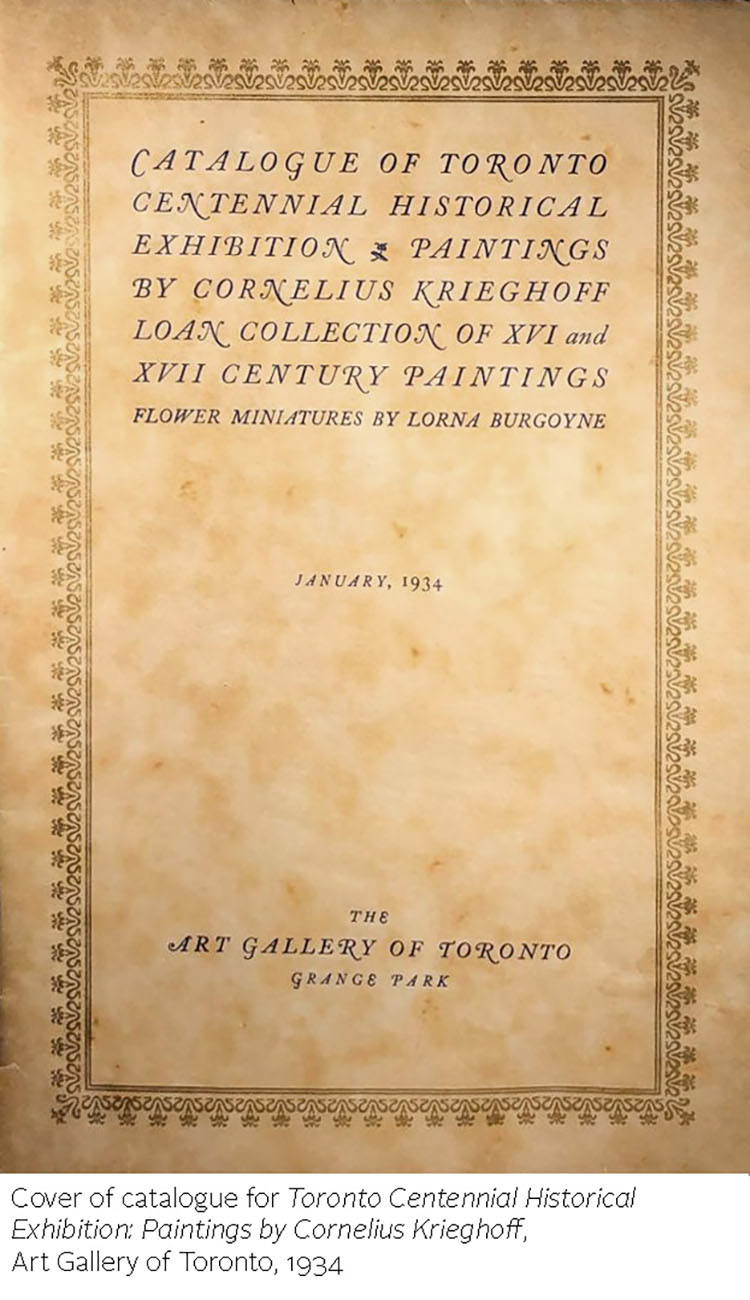 CATALOGUE OF TORONTO
CENTENNIAL HISTORICAL
EXHIBITION PAINTINGS
BY CORNELIUS KRIEGHOFF
LOAN COLLECTION OF XVI and
XVII CENTURY PAINTINGS
FLOWER MINIATURES BY LORNA BURGOYNE
JANUARY, 1934
THE
ART GALLERY OF TORONTO
GRANGE PARK
Cover of catalogue for Toronto Centennial Historical
Exhibition: Paintings by Cornelius Krieghoff,
Art Gallery of Toronto, 1934